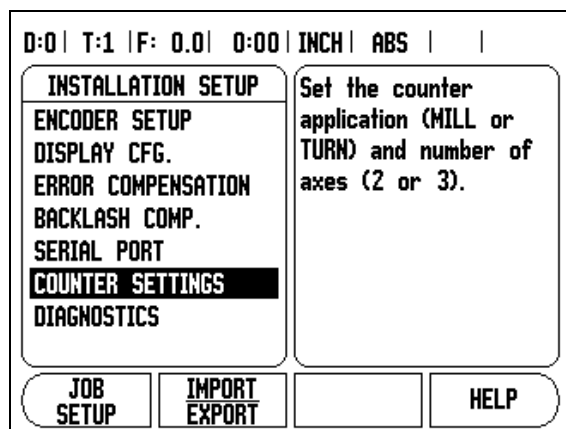 D:0 | T:1 | F: 0.0 | 0:00 | INCH | ABS | |
INSTALLATION SETUP
ENCODER SETUP
DISPLAY CFG.
ERROR COMPENSATION
BACKLASH COMP.
SERIAL PORT
COUNTER SETTINGS
DIAGNOSTICS
Set the counter
application (MILL or
TURN) and number of
axes (2 or 3).
JOB
SETUP
IMPORT
EXPORT
HELP